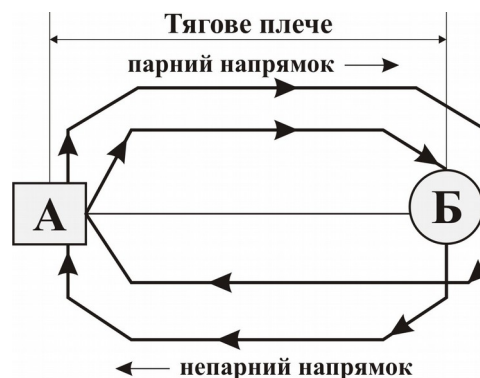 Тягове плече
парний напрямок
А
Б
непарний напрямок